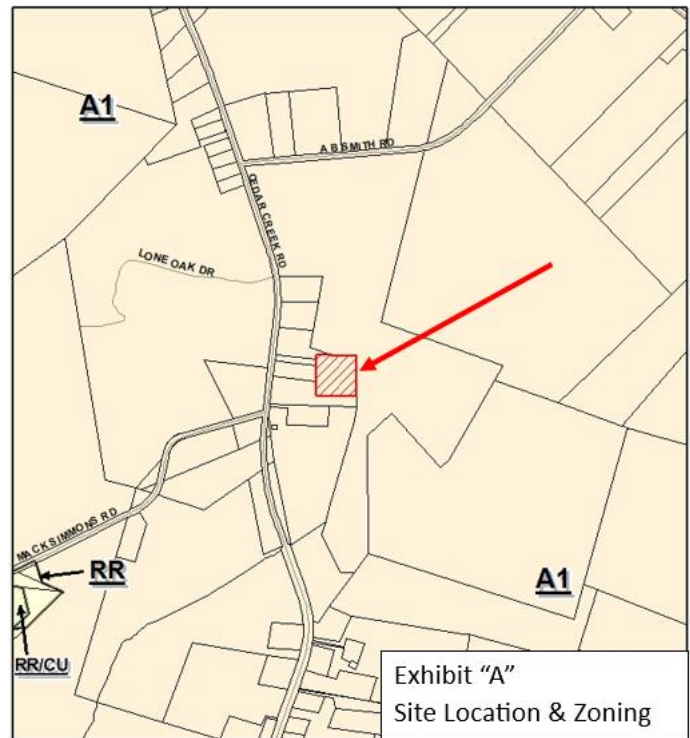 A1
A B SMITH RD
CEDAR CREEK RD
LONE OAK DR
MACK SIMMONS RD
RR
A1
RR/CU
Exhibit “A”
Site Location & Zoning